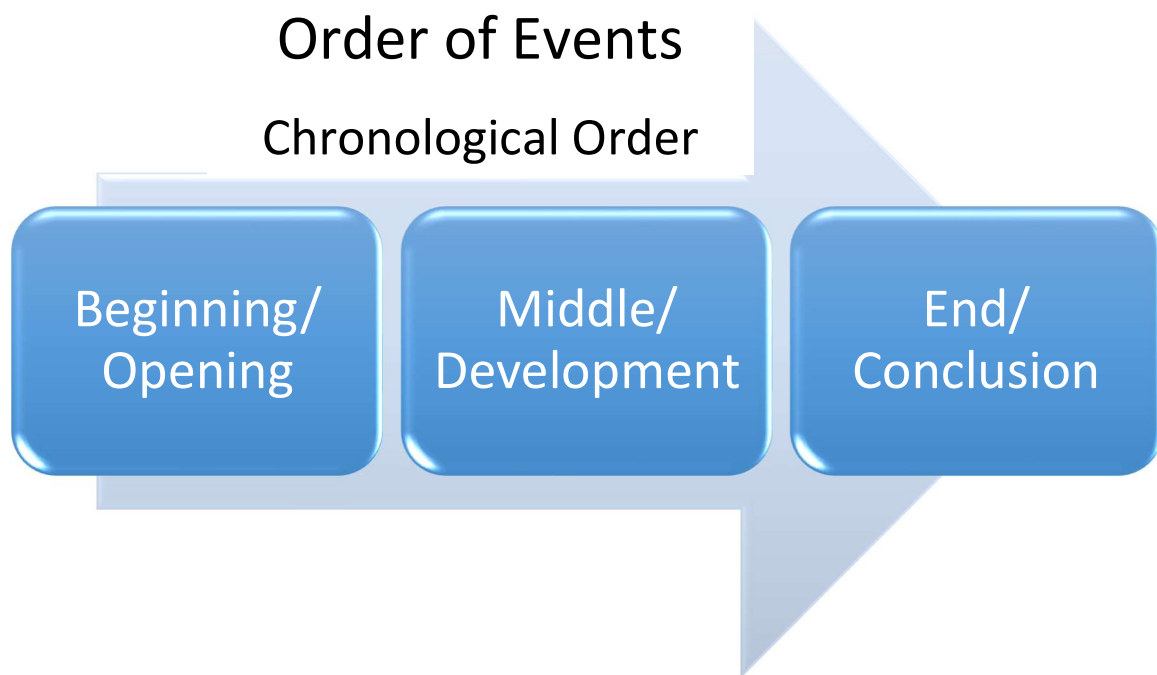 Order of Events
Chronological Order
Beginning/
Opening
Middle/
Development
End/
Conclusion